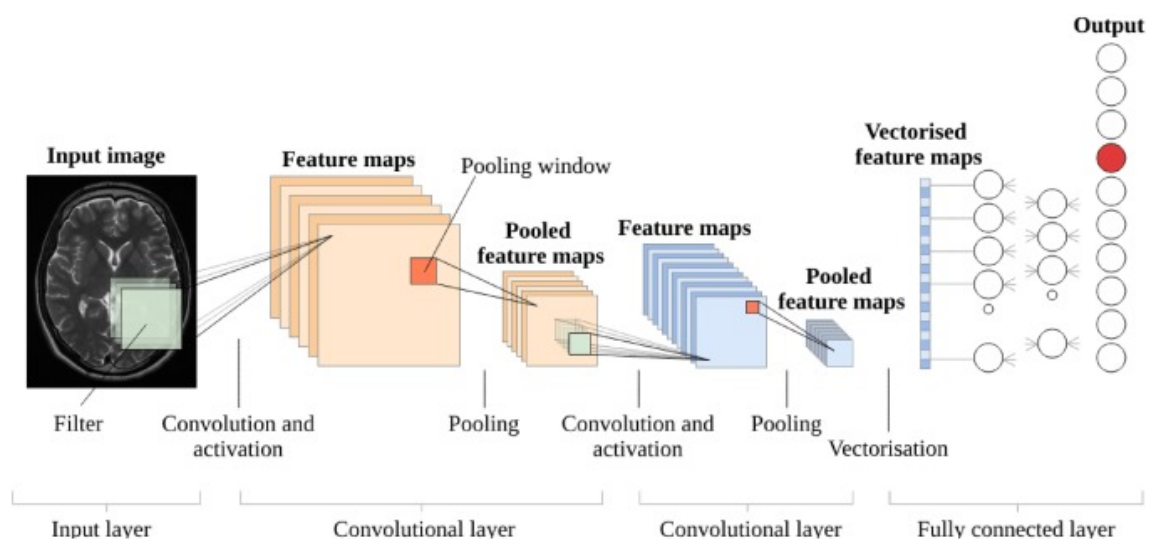 Output
Vectorised
feature maps
Input image
Feature maps
Pooling window
Pooled
feature maps
Feature maps
Pooled
feature maps
Filter
Convolution and
activation
Pooling
Convolution and
activation
Pooling
Vectorisation
Input layer
Convolutional layer
Convolutional layer
Fully connected layer